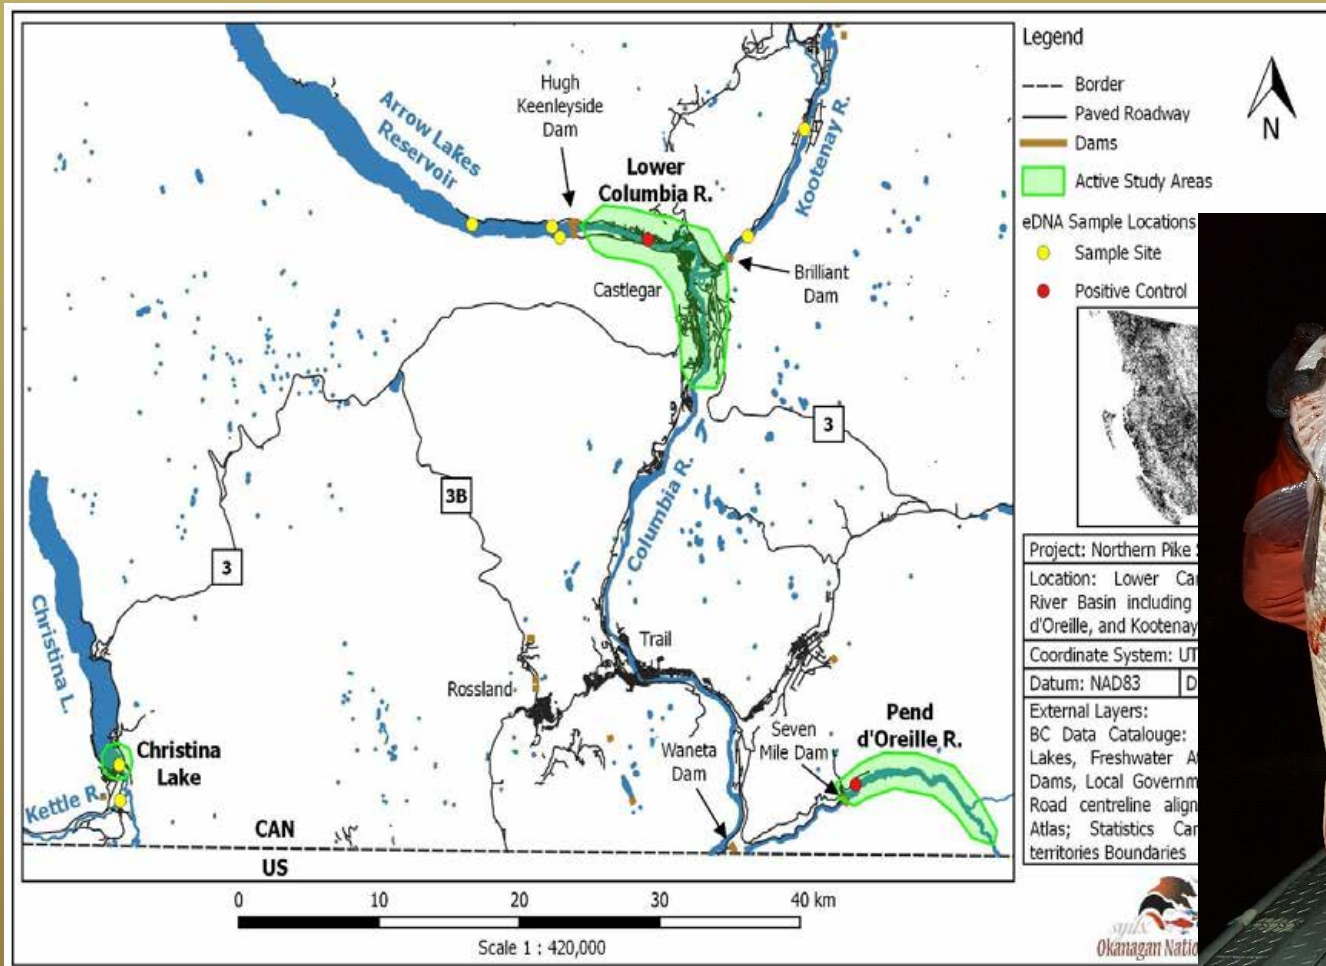 Hugh
Keenleyside
Dam
Arrow Lakes
Reservoir
Lower
Columbia R.
Kootenay R.
Castlegar
Brilliant
Dam
3
3B
3
Columbia R.
Christina L.
Trail
Rossland
Christina
Lake
Kettle R.
Waneta
Dam
Seven
Mile Dam
Pend
d'Oreille R.
CAN
US
0 10 20 30 40 km
Scale 1 : 420,000
Legend
Border
Paved Roadway
Dams
Active Study Areas
eDNA Sample Locations
Sample Site
Positive Control
N
Project: Northern Pike
Location: Lower
River Basin including
d'Oreille, and Kootenay
Coordinate System:
Datum: NAD83
External Layers:
BC Data Catalouge:
Lakes, Freshwater
Dams, Local
Road centreline
Atlas; Statistics
territories Boundaries
Okanagan